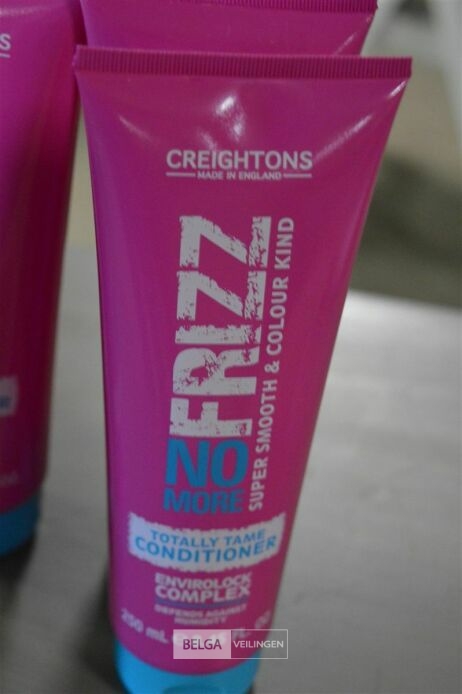 CREIGHTONS
MADE IN ENGLAND
NO MORE FRIZZ
SUPER SMOOTH & COLOUR KIND
TOTALLY TAME
CONDITIONER
ENVIROLOCK
COMPLEX
DEFENDS AGAINST
HUMIDITY
250 mL
BELGA VEILINGEN